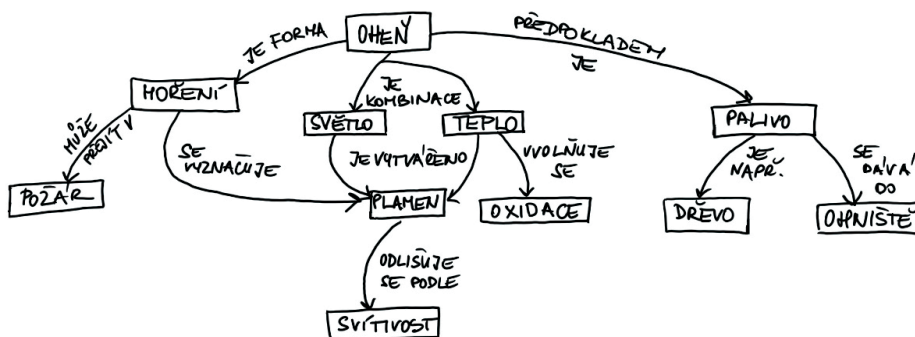 OHEŇ
JE FORMA
PŘEDPOKLADEM
JE
HOŘENÍ
JE
KOMBINACE
SVĚTLO
TEPLO
PALIVO
MŮŽE
PŘEJÍT V
SE
VYZNAČUJE
JE VYTVÁŘENO
VVOLŇUJE
SE
JE
NAPŘ.
SE
DÁVÁ
DO
POŽÁR
PLAMEN
OXIDACE
DŘEVO
OHNIŠTĚ
ODLIŠUJE
SE PODLE
SVÍTIVOST